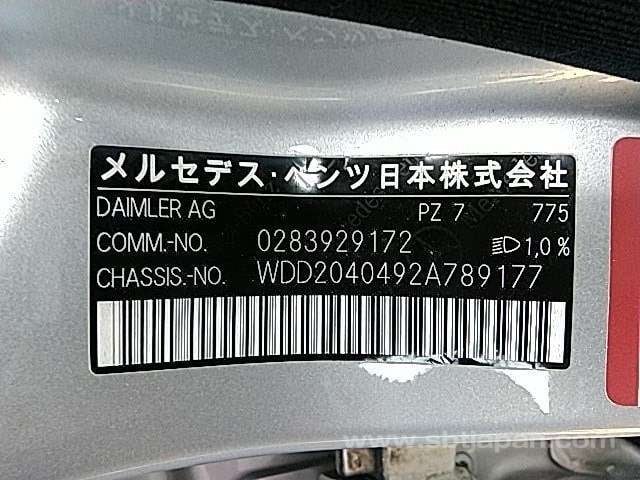 メルセデス・ベンツ日本株式会社
DAIMLER AG PZ 7 775
COMM.-NO. 0283929172 1,0 %
CHASSIS.-NO. WDD2040492A789177
www.sbtjapan.com